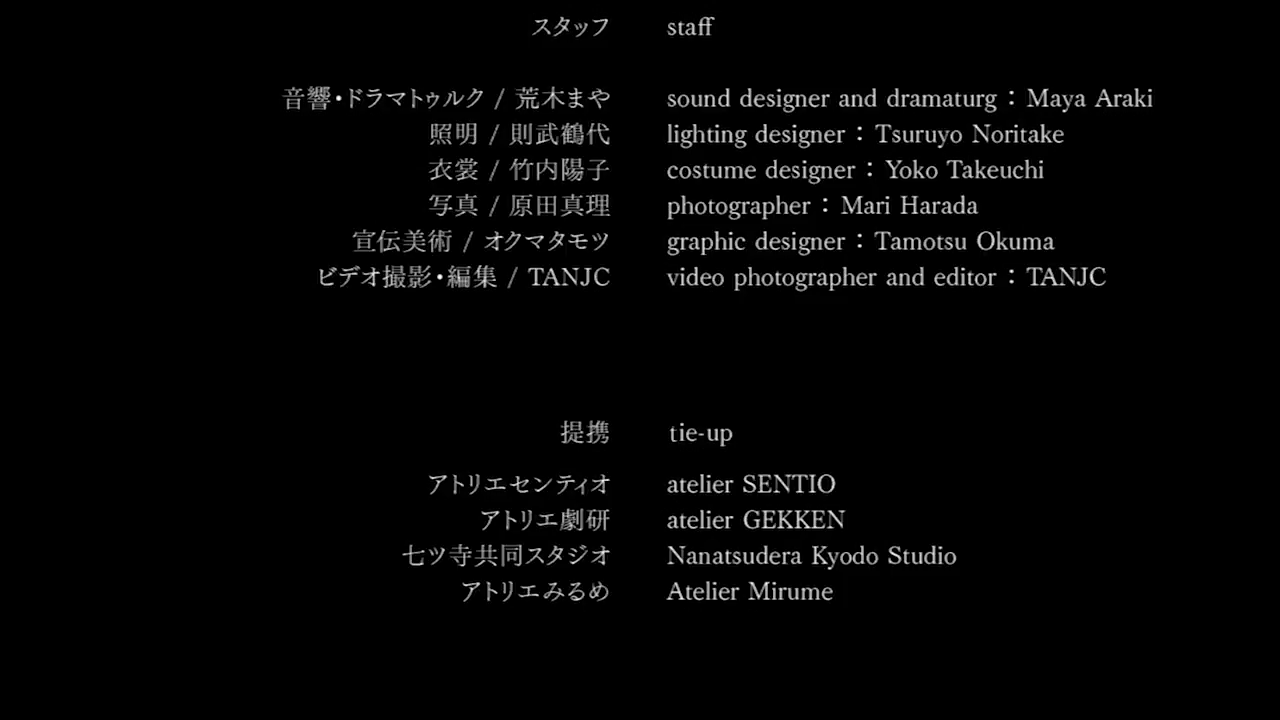 スタッフ staff
音響・ドラマトゥルク / 荒木まや sound designer and dramaturg : Maya Araki
照明 / 則武鶴代 lighting designer : Tsuruyo Noritake
衣裳 / 竹内陽子 costume designer : Yoko Takeuchi
写真 / 原田真理 photographer : Mari Harada
宣伝美術 / オクマタモツ graphic designer : Tamotsu Okuma
ビデオ撮影・編集 / TANJC video photographer and editor : TANJC
提携 tie-up
アトリエセンティオ atelier SENTIO
アトリエ劇研 atelier GEKKEN
七ツ寺共同スタジオ Nanatsudera Kyodo Studio
アトリエみるめ Atelier Mirume